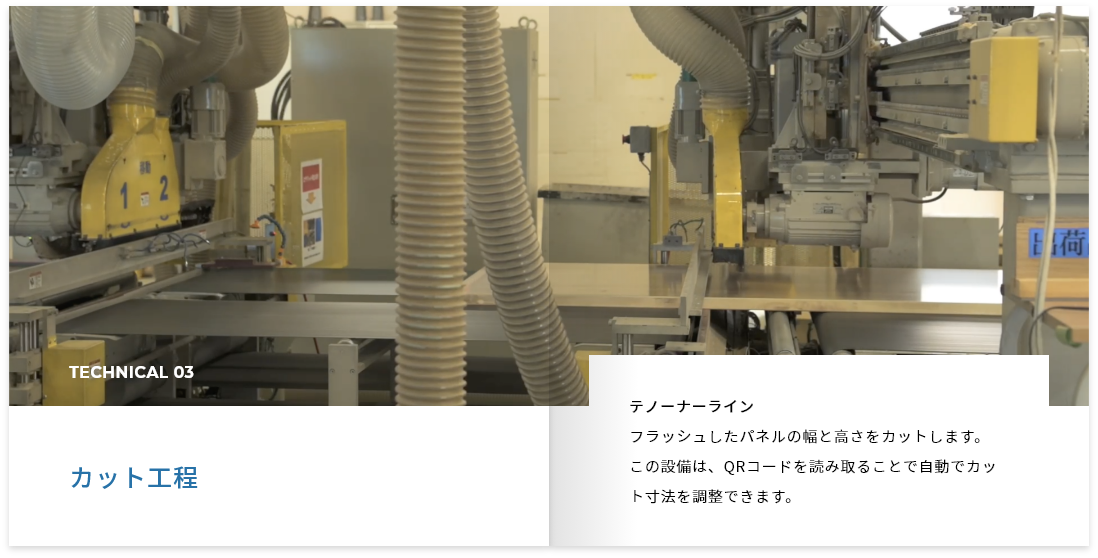 1 2
出荷
TECHNICAL 03
カット工程
テノーナーライン
フラッシュしたパネルの幅と高さをカットします。
この設備は、QRコードを読み取ることで自動でカッ
ト寸法を調整できます。